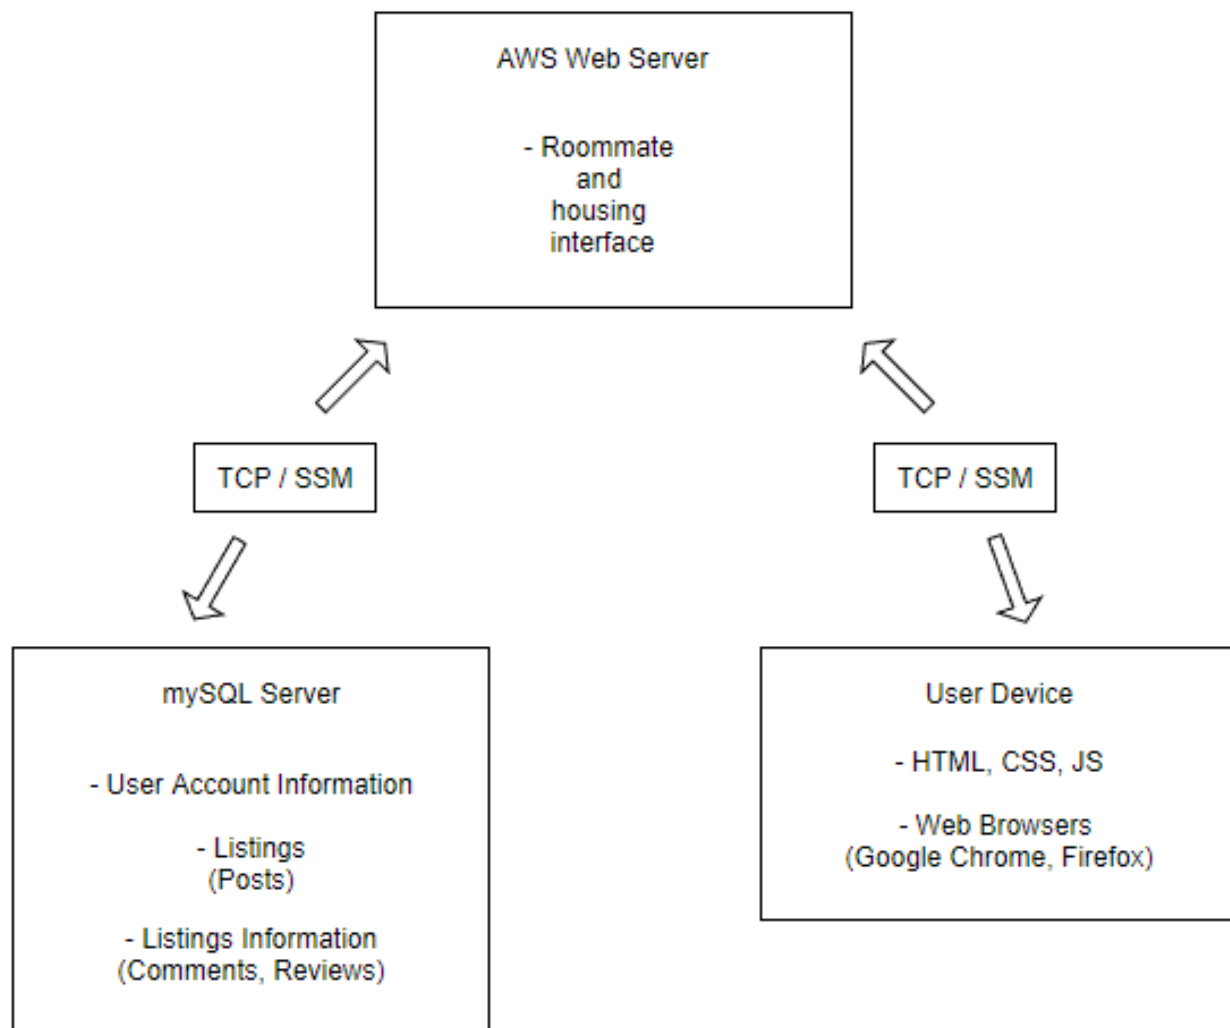 AWS Web Server
- Roommate
and
housing
interface
TCP / SSM
TCP / SSM
mySQL Server
- User Account Information
- Listings
(Posts)
- Listings Information
(Comments, Reviews)
User Device
- HTML, CSS, JS
- Web Browsers
(Google Chrome, Firefox)